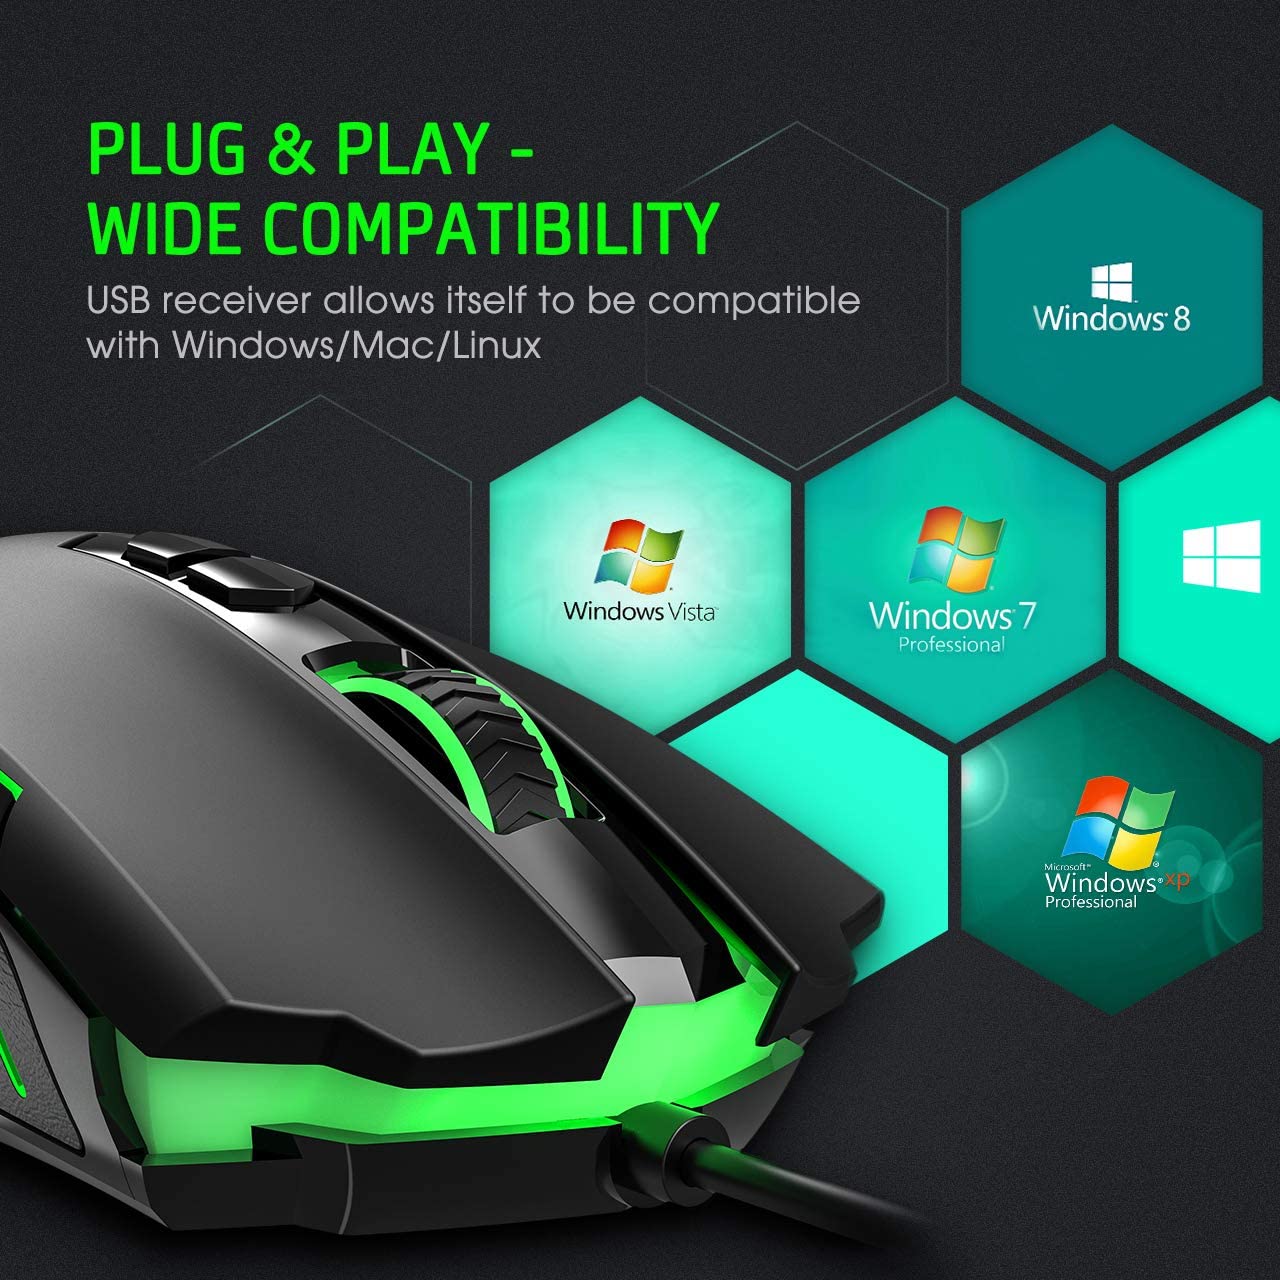 PLUG & PLAY -
WIDE COMPATIBILITY
USB receiver allows itself to be compatible
with Windows/Mac/Linux
Windows 8
Windows Vista
Windows 7
Professional
Microsoft
Windows xp
Professional